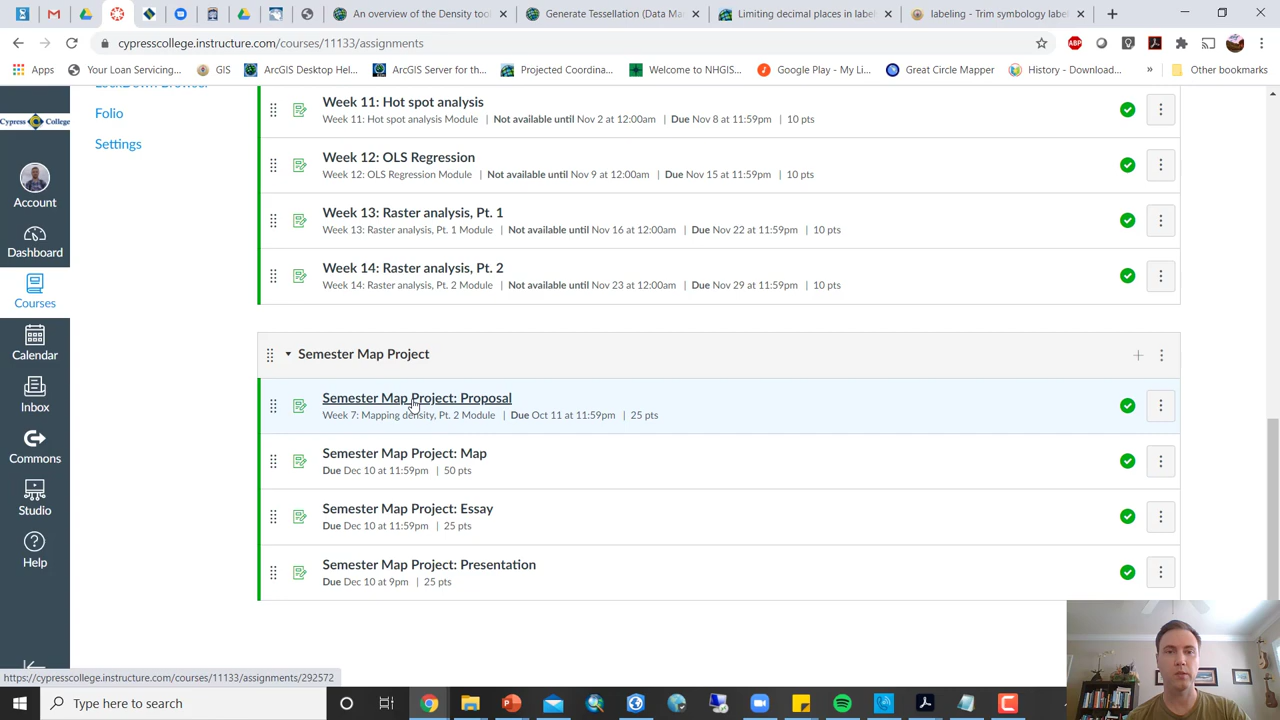 An overview of the Density tool
Generate Tessellation (Data Ma
Limiting decimal places in labe
labeling - Trim symbology labe
cypresscollege.instructure.com/courses/11133/assignments
ABP
Apps
Your Loan Servicing...
GIS
ArcGIS Desktop Hel...
ArcGIS Server for th...
Projected Coordina...
Welcome to NHGIS...
Google Play - My Li...
Great Circle Mapper
History - Download...
»
Other bookmarks
Cypress College
Account
Dashboard
Courses
Calendar
Inbox
Commons
Studio
Help
LockDown Browser
Folio
Settings
Week 11: Hot spot analysis
Week 11: Hot spot analysis Module | Not available until Nov 2 at 12:00am | Due Nov 8 at 11:59pm | 10 pts
Week 12: OLS Regression
Week 12: OLS Regression Module | Not available until Nov 9 at 12:00am | Due Nov 15 at 11:59pm | 10 pts
Week 13: Raster analysis, Pt. 1
Week 13: Raster analysis, Pt. 1 Module | Not available until Nov 16 at 12:00am | Due Nov 22 at 11:59pm | 10 pts
Week 14: Raster analysis, Pt. 2
Week 14: Raster analysis, Pt. 2 Module | Not available until Nov 23 at 12:00am | Due Nov 29 at 11:59pm | 10 pts
Semester Map Project
Semester Map Project: Proposal
Week 7: Mapping density, Pt. 2 Module | Due Oct 11 at 11:59pm | 25 pts
Semester Map Project: Map
Due Dec 10 at 11:59pm | 50 pts
Semester Map Project: Essay
Due Dec 10 at 11:59pm | 25 pts
Semester Map Project: Presentation
Due Dec 10 at 9pm | 25 pts
https://cypresscollege.instructure.com/courses/11133/assignments/292572
Type here to search